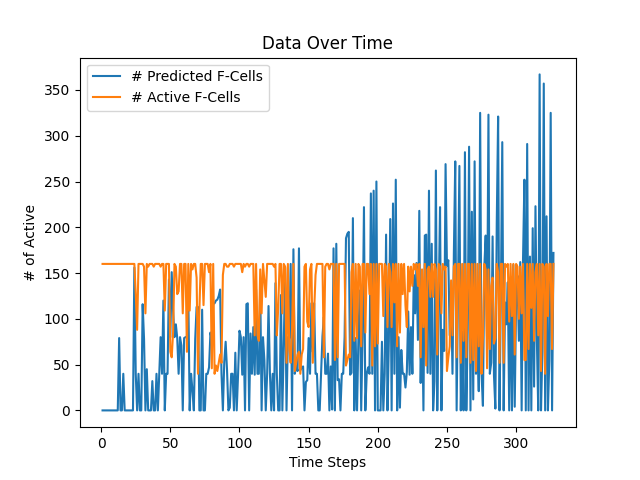 Data Over Time
# Predicted F-Cells
# Active F-Cells
350
300
250
200
150
100
50
0
# of Active
0 50 100 150 200 250 300
Time Steps